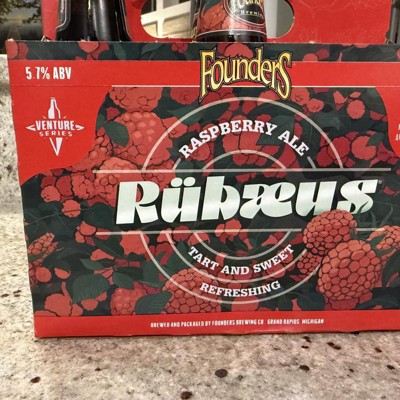 Founders
5.7% ABV
FOUNDERS
VENTURE
SERIES
RASPBERRY ALE
Rübæus
TART AND SWEET
REFRESHING
BREWED AND PACKAGED BY FOUNDERS BREWING CO. GRAND RAPIDS, MICHIGAN